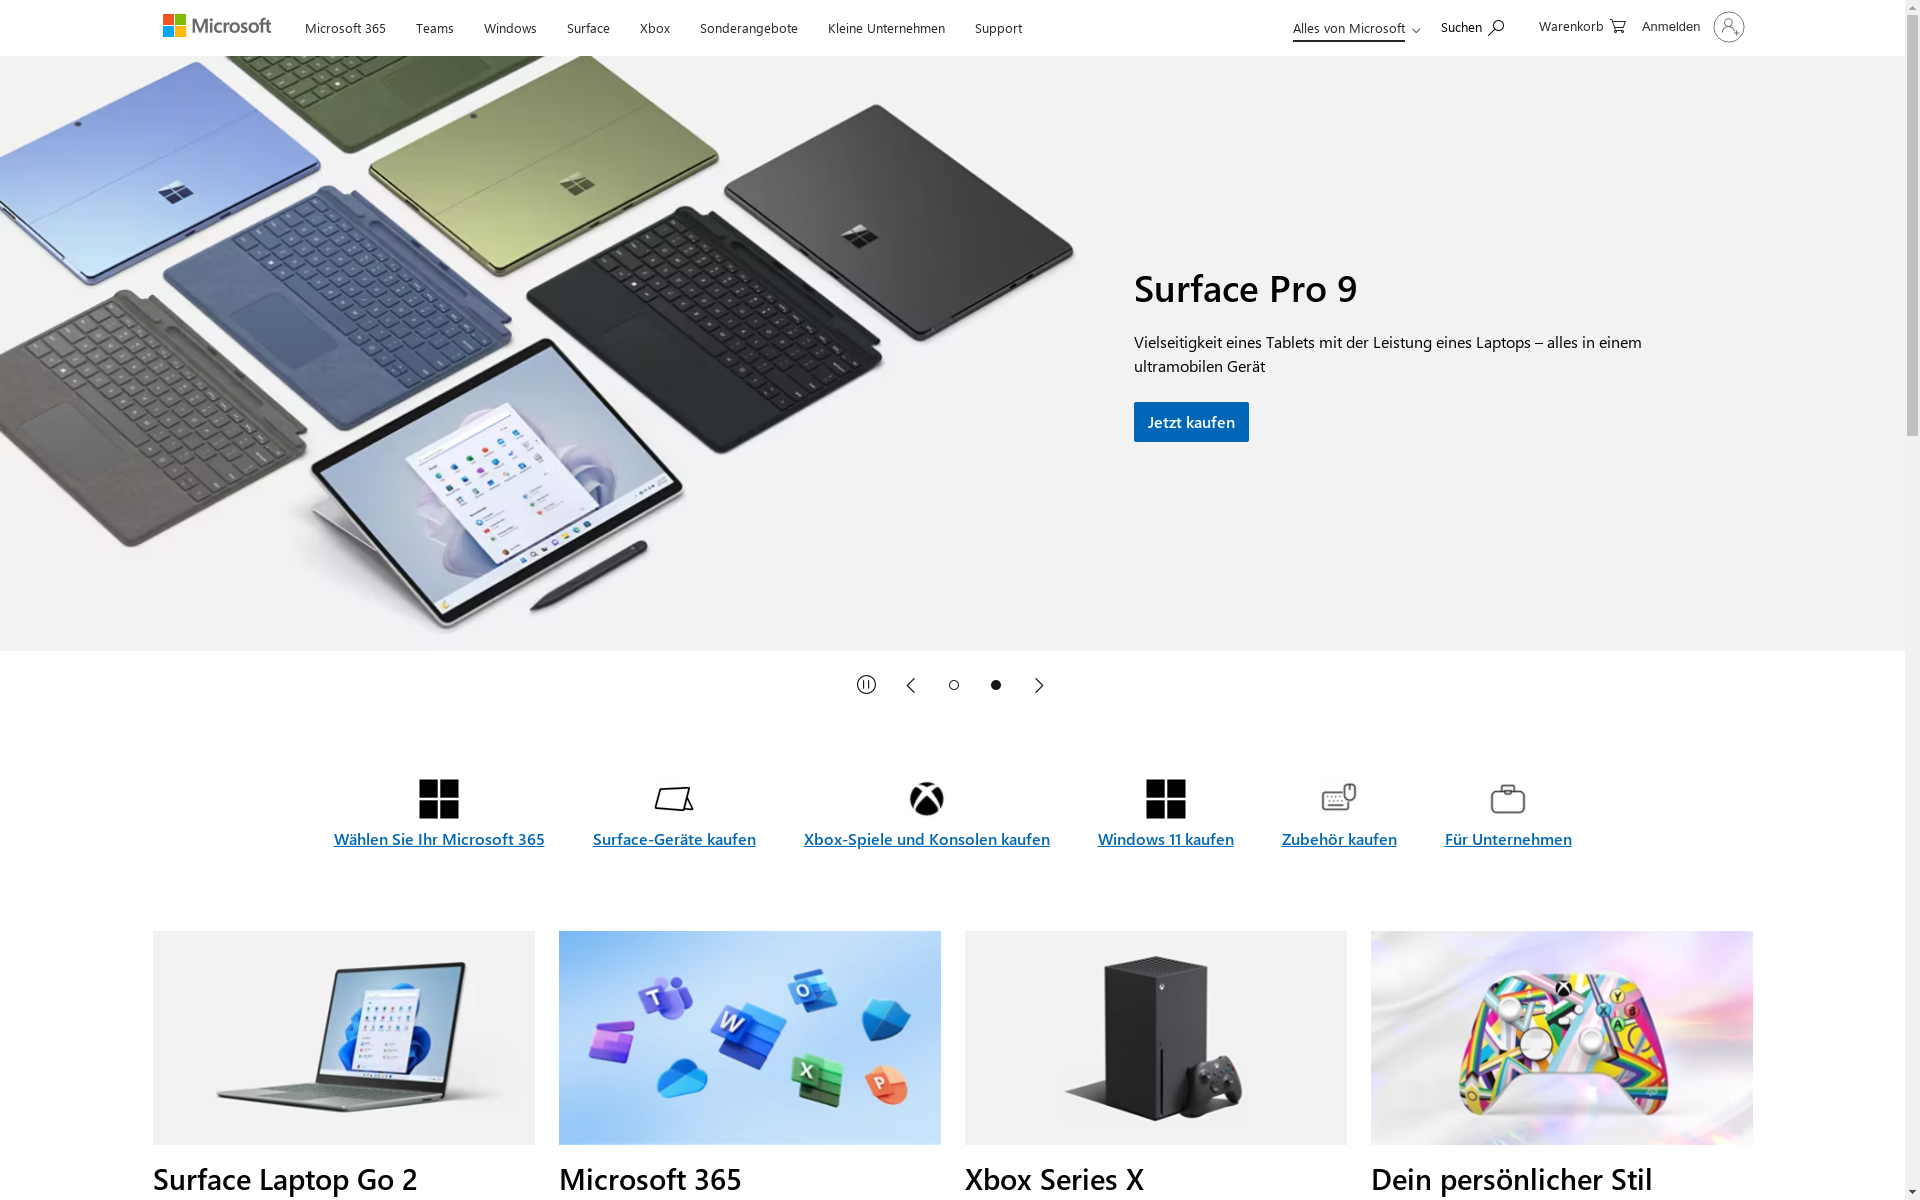 Microsoft
Microsoft 365
Teams
Windows
Surface
Xbox
Sonderangebote
Kleine Unternehmen
Support
Alles von Microsoft
Suchen
Warenkorb
Anmelden
Surface Pro 9
Vielseitigkeit eines Tablets mit der Leistung eines Laptops – alles in einem
ultramobilen Gerät
Jetzt kaufen
Wählen Sie Ihr Microsoft 365
Surface-Geräte kaufen
Xbox-Spiele und Konsolen kaufen
Windows 11 kaufen
Zubehör kaufen
Für Unternehmen
T
W
O
X
P
Y
X
B
A
Surface Laptop Go 2
Microsoft 365
Xbox Series X
Dein persönlicher Stil